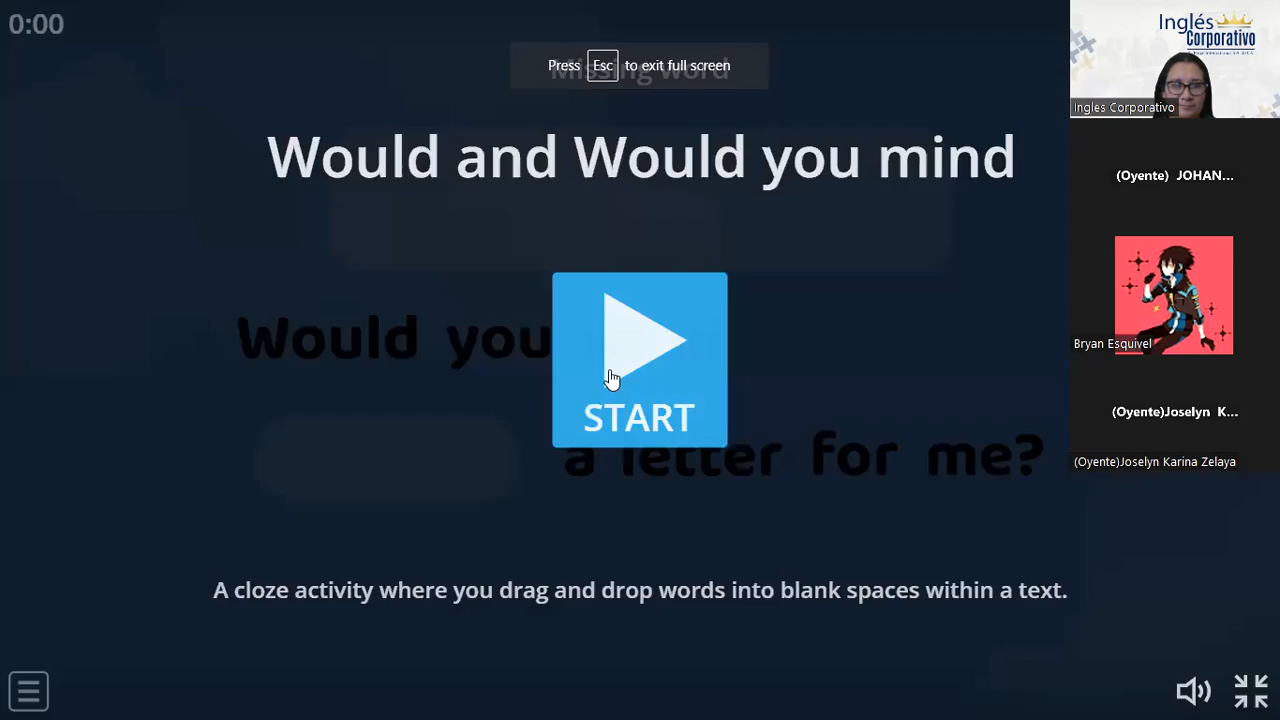 0:00
Missing word
Press Esc to exit full screen
Would and Would you mind
Would you
START
a letter for me?
A cloze activity where you drag and drop words into blank spaces within a text.
Inglés
Corporativo
Ingles Corporativo
(Oyente) JOHAN...
Bryan Esquivel
(Oyente)Joselyn K...
(Oyente)Joselyn Karina Zelaya